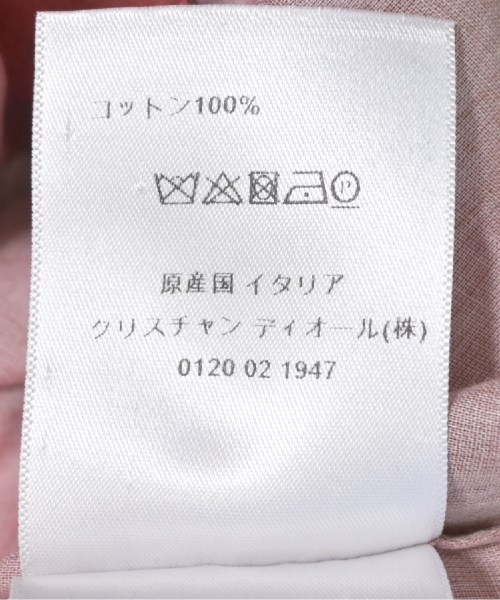 コットン100%
P
原産国 イタリア
クリスチャン ディオール(株)
0120 02 1947